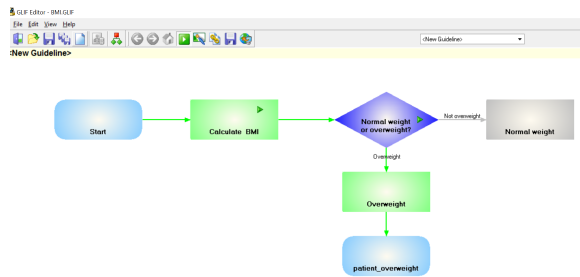 GLIF Editor - BMI.GLIF
File Edit View Help
<New Guideline>
<New Guideline>
Start
Calculate BMI
Normal weight
or overweight?
Not overweight
Normal weight
Overweight
Overweight
patient_overweight